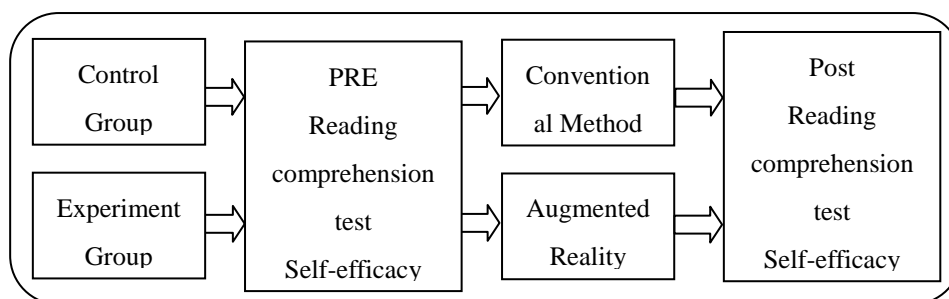 Control
Group
Experiment
Group
PRE
Reading
comprehension
test
Self-efficacy
Convention
al Method
Augmented
Reality
Post
Reading
comprehension
test
Self-efficacy